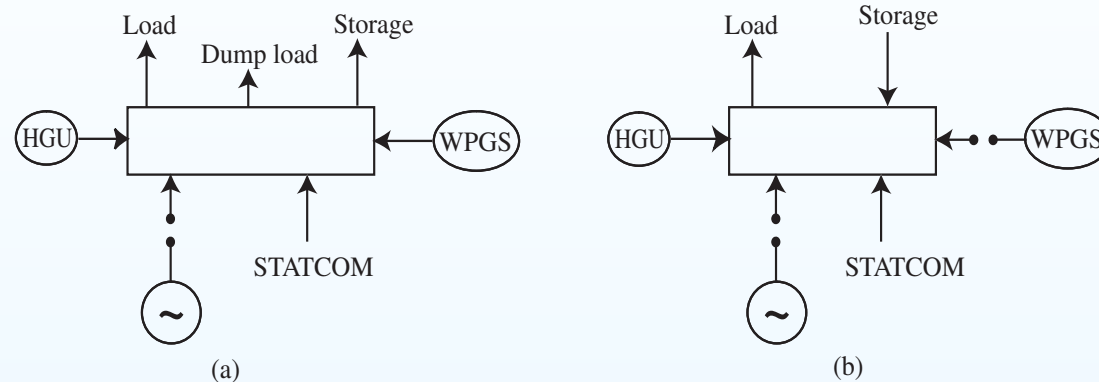 Load
Dump load
Storage
HGU
WPGS
STATCOM
~
(a)
Load
Storage
HGU
WPGS
STATCOM
~
(b)